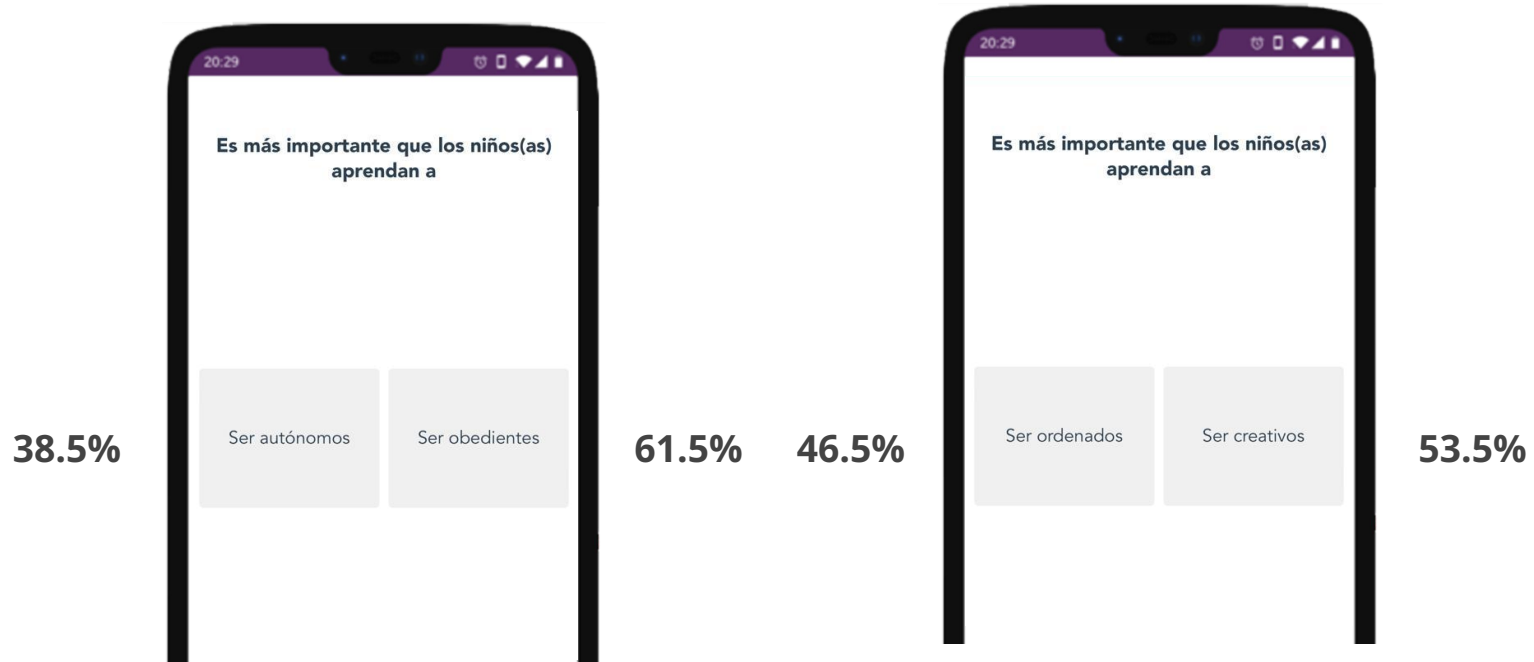 20:29
Es más importante que los niños(as)
aprendan a
38.5%
Ser autónomos
Ser obedientes
61.5%
20:29
Es más importante que los niños(as)
aprendan a
46.5%
Ser ordenados
Ser creativos
53.5%